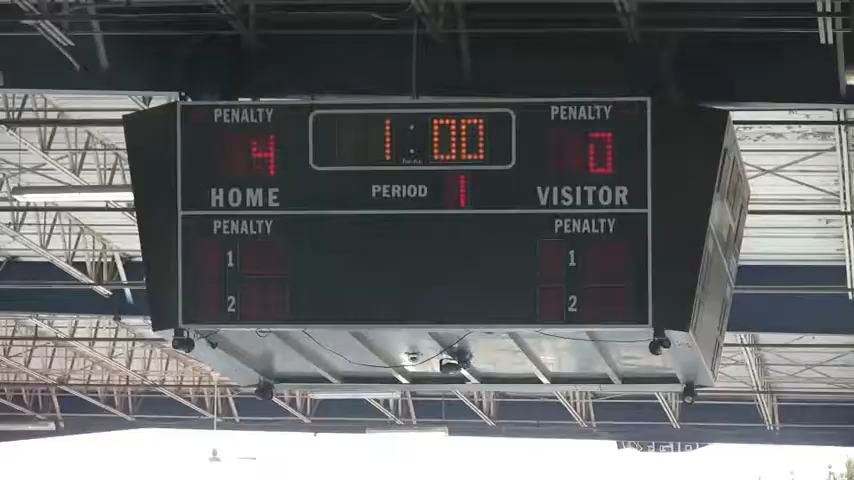 PENALTY PENALTY
4 1:00 0
HOME PERIOD 1 VISITOR
PENALTY PENALTY
1 1
2 2